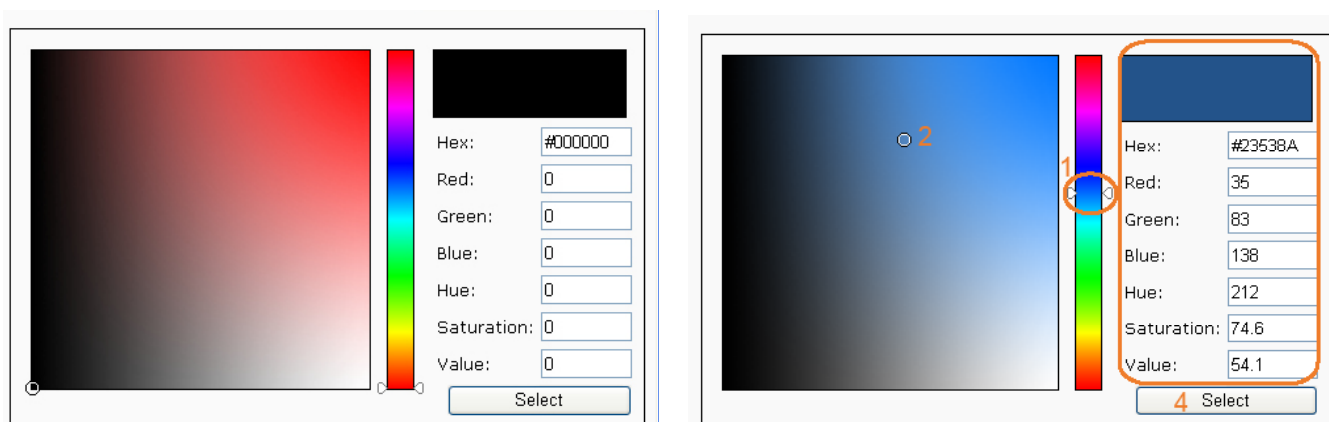 Hex: #000000
Red: 0
Green: 0
Blue: 0
Hue: 0
Saturation: 0
Value: 0
Select
2
1
Hex: #23538A
Red: 35
Green: 83
Blue: 138
Hue: 212
Saturation: 74.6
Value: 54.1
4 Select